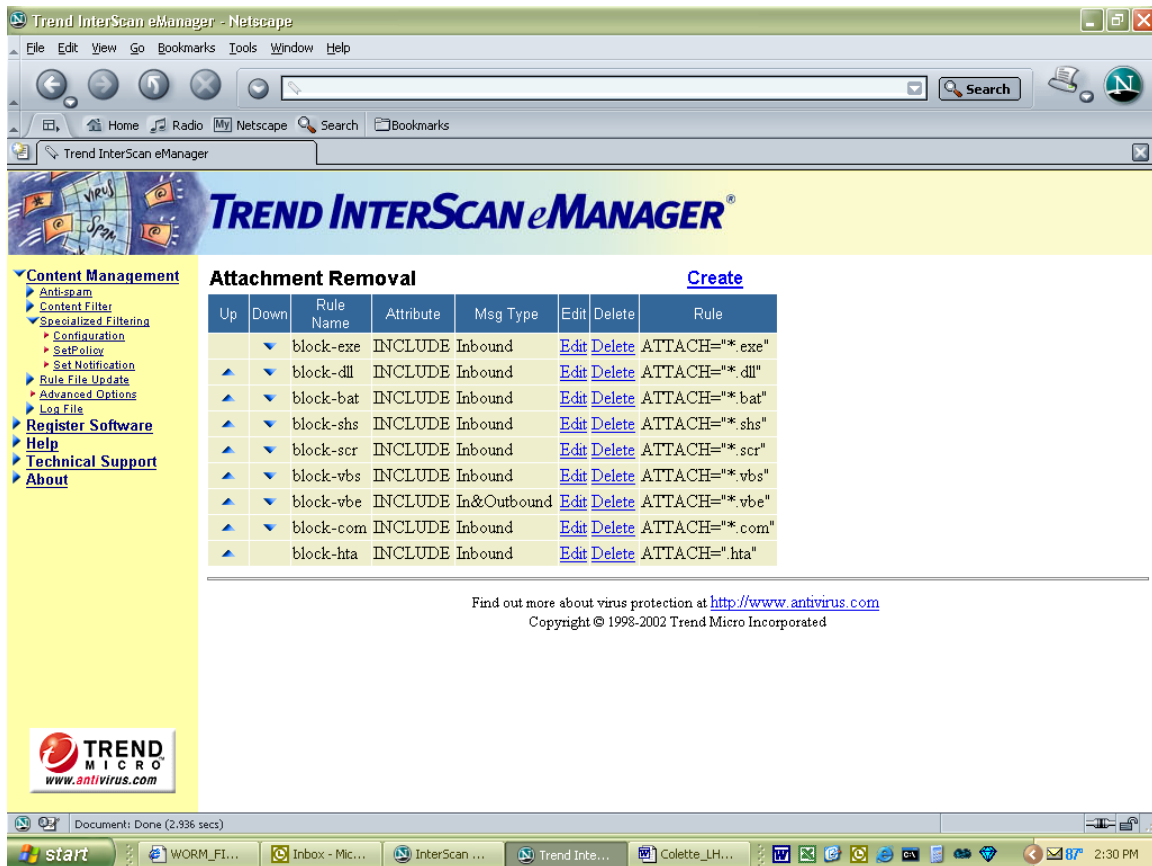 Trend InterScan eManager - Netscape
File Edit View Go Bookmarks Tools Window Help
Search
Home Radio My Netscape Search Bookmarks
Trend InterScan eManager
VIRUS
Spam
TREND INTERSCAN eMANAGER®
Content Management
Anti-spam
Content Filter
Specialized Filtering
Configuration
SetPolicy
Set Notification
Rule File Update
Advanced Options
Log File
Register Software
Help
Technical Support
About
Attachment Removal Create
Up Down Rule Name Attribute Msg Type Edit Delete Rule
block-exe INCLUDE Inbound Edit Delete ATTACH="*.exe"
block-dll INCLUDE Inbound Edit Delete ATTACH="*.dll"
block-bat INCLUDE Inbound Edit Delete ATTACH="*.bat"
block-shs INCLUDE Inbound Edit Delete ATTACH="*.shs"
block-scr INCLUDE Inbound Edit Delete ATTACH="*.scr"
block-vbs INCLUDE Inbound Edit Delete ATTACH="*.vbs"
block-vbe INCLUDE In&Outbound Edit Delete ATTACH="*.vbe"
block-com INCLUDE Inbound Edit Delete ATTACH="*.com"
block-hta INCLUDE Inbound Edit Delete ATTACH=".hta"
Find out more about virus protection at http://www.antivirus.com
Copyright © 1998-2002 Trend Micro Incorporated
TREND
MICRO™
www.antivirus.com
Document: Done (2.936 secs)
start WORM_FI... Inbox - Mic... InterScan ... Trend Inte... Colette_LH... 87° 2:30 PM